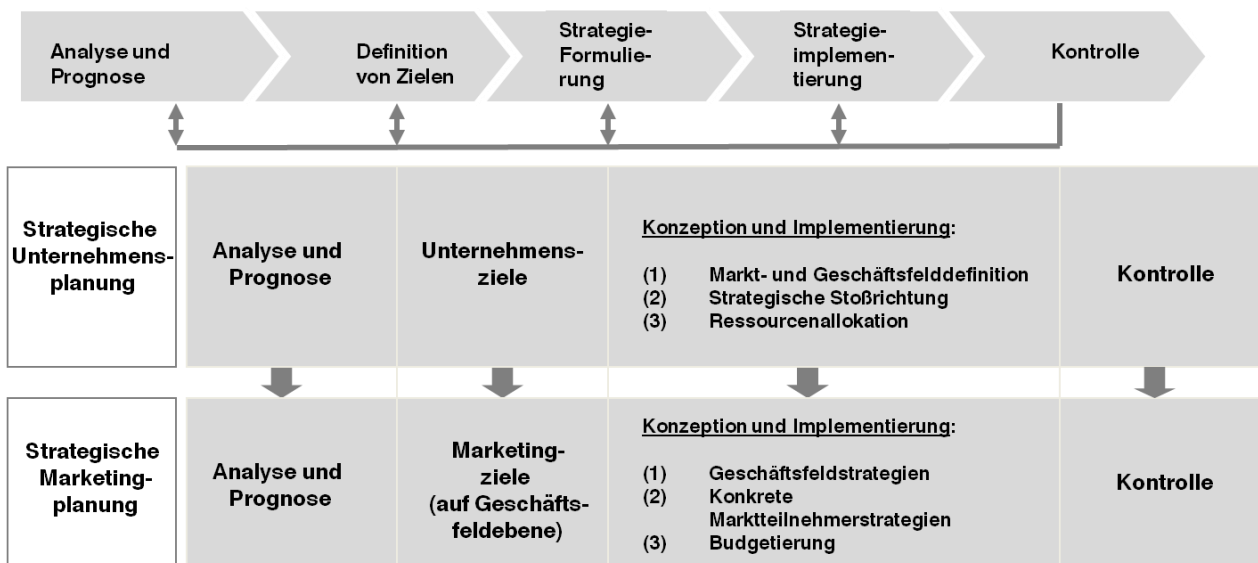 Analyse und
Prognose
Definition
von Zielen
Strategie-
Formulie-
rung
Strategie-
implemen-
tierung
Kontrolle
Strategische
Unternehmens-
planung
Analyse und
Prognose
Unternehmens-
ziele
Konzeption und Implementierung:
(1) Markt- und Geschäftsfelddefinition
(2) Strategische Stoßrichtung
(3) Ressourcenallokation
Kontrolle
Strategische
Marketing-
planung
Analyse und
Prognose
Marketing-
ziele
(auf Geschäfts-
feldebene)
Konzeption und Implementierung:
(1) Geschäftsfeldstrategien
(2) Konkrete
Marktteilnehmerstrategien
(3) Budgetierung
Kontrolle